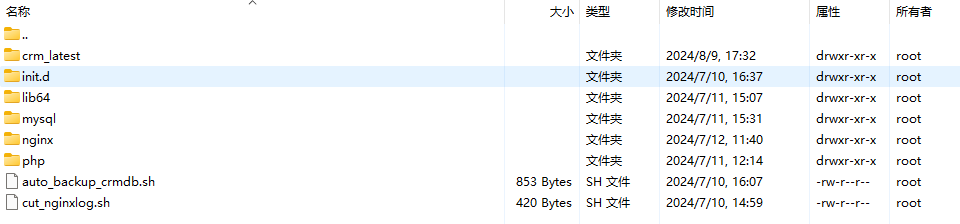 名称 大小 类型 修改时间 属性 所有者
..
crm_latest 文件夹 2024/8/9, 17:32 drwxr-xr-x root
init.d 文件夹 2024/7/10, 16:37 drwxr-xr-x root
lib64 文件夹 2024/7/11, 15:07 drwxr-xr-x root
mysql 文件夹 2024/7/11, 15:31 drwxr-xr-x root
nginx 文件夹 2024/7/12, 11:40 drwxr-xr-x root
php 文件夹 2024/7/11, 12:14 drwxr-xr-x root
auto_backup_crmdb.sh 853 Bytes SH 文件 2024/7/10, 16:07 -rw-r--r-- root
cut_nginxlog.sh 420 Bytes SH 文件 2024/7/10, 14:59 -rw-r--r-- root